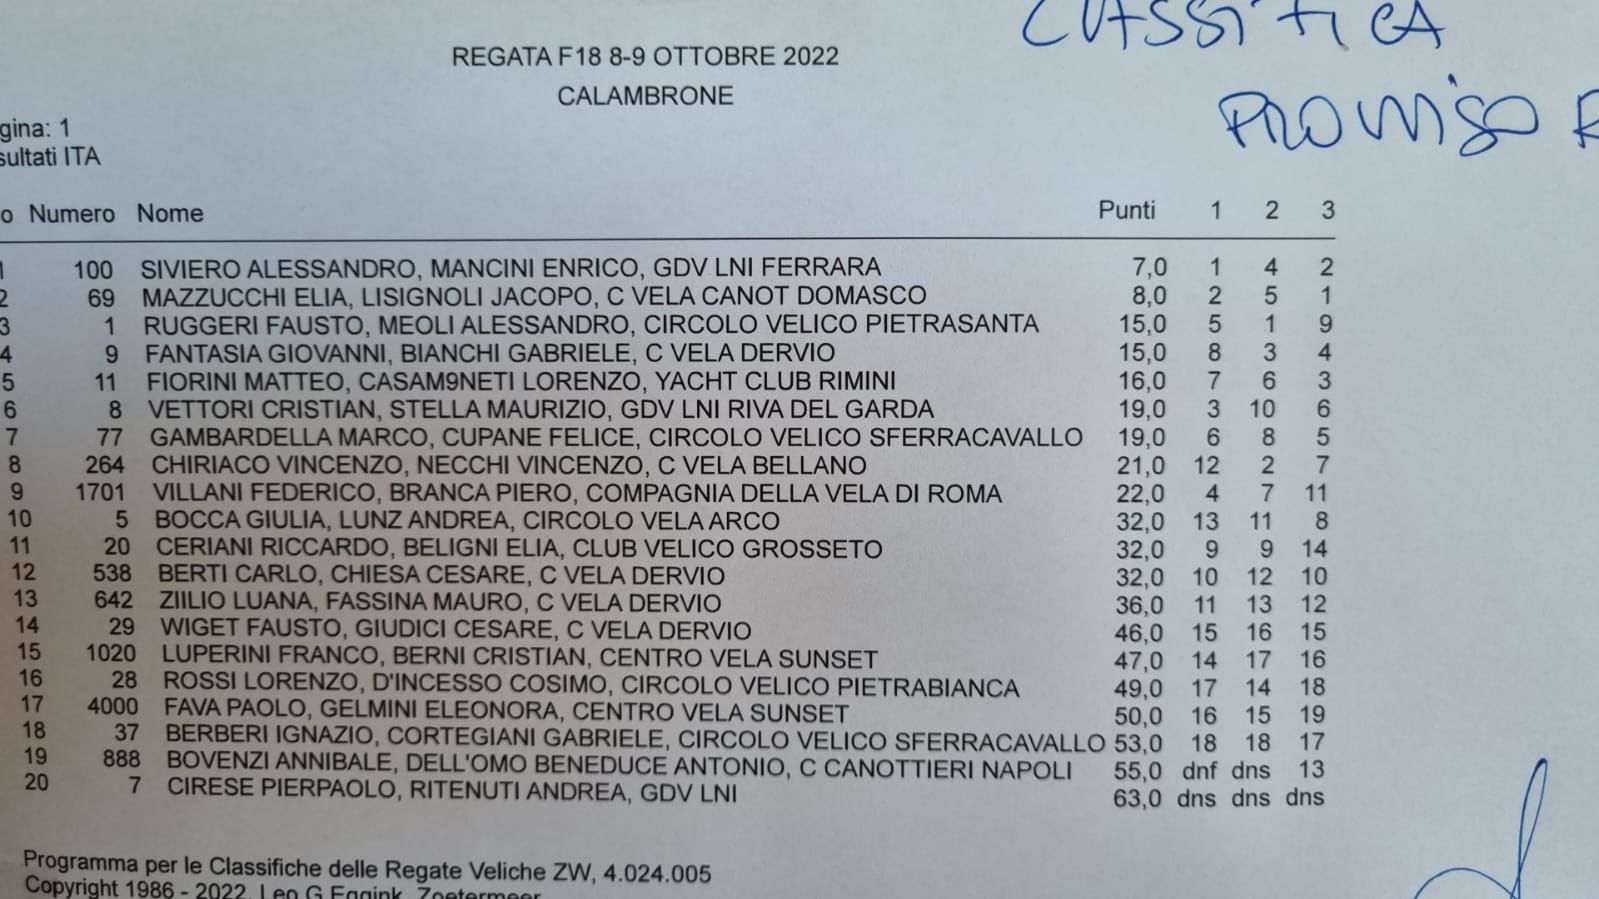 CLASSIFICA
REGATA F18 8-9 OTTOBRE 2022
CALAMBRONE
gina: 1
sultati ITA
o Numero Nome Punti 1 2 3
1 100 SIVIERO ALESSANDRO, MANCINI ENRICO, GDV LNI FERRARA 7,0 1 4 2
2 69 MAZZUCCHI ELIA, LISIGNOLI JACOPO, C VELA CANOT DOMASCO 8,0 2 5 1
3 1 RUGGERI FAUSTO, MEOLI ALESSANDRO, CIRCOLO VELICO PIETRASANTA 15,0 5 1 9
4 9 FANTASIA GIOVANNI, BIANCHI GABRIELE, C VELA DERVIO 15,0 8 3 4
5 11 FIORINI MATTEO, CASAM9NETI LORENZO, YACHT CLUB RIMINI 16,0 7 6 3
6 8 VETTORI CRISTIAN, STELLA MAURIZIO, GDV LNI RIVA DEL GARDA 19,0 3 10 6
7 77 GAMBARDELLA MARCO, CUPANE FELICE, CIRCOLO VELICO SFERRACAVALLO 19,0 6 8 5
8 264 CHIRIACO VINCENZO, NECCHI VINCENZO, C VELA BELLANO 21,0 12 2 7
9 1701 VILLANI FEDERICO, BRANCA PIERO, COMPAGNIA DELLA VELA DI ROMA 22,0 4 7 11
10 5 BOCCA GIULIA, LUNZ ANDREA, CIRCOLO VELA ARCO 32,0 13 11 8
11 20 CERIANI RICCARDO, BELIGNI ELIA, CLUB VELICO GROSSETO 32,0 9 9 14
12 538 BERTI CARLO, CHIESA CESARE, C VELA DERVIO 32,0 10 12 10
13 642 ZIILIO LUANA, FASSINA MAURO, C VELA DERVIO 36,0 11 13 12
14 29 WIGET FAUSTO, GIUDICI CESARE, C VELA DERVIO 46,0 15 16 15
15 1020 LUPERINI FRANCO, BERNI CRISTIAN, CENTRO VELA SUNSET 47,0 14 17 16
16 28 ROSSI LORENZO, D'INCESSO COSIMO, CIRCOLO VELICO PIETRABIANCA 49,0 17 14 18
17 4000 FAVA PAOLO, GELMINI ELEONORA, CENTRO VELA SUNSET 50,0 16 15 19
18 37 BERBERI IGNAZIO, CORTEGIANI GABRIELE, CIRCOLO VELICO SFERRACAVALLO 53,0 18 18 17
19 888 BOVENZI ANNIBALE, DELL'OMO BENEDUCE ANTONIO, C CANOTTIERI NAPOLI 55,0 dnf dns 13
20 7 CIRESE PIERPAOLO, RITENUTI ANDREA, GDV LNI 63,0 dns dns dns
Programma per le Classifiche delle Regate Veliche ZW, 4.024.005
Copyright 1986 - 2022, Leo G Eggink, Zoetermeer